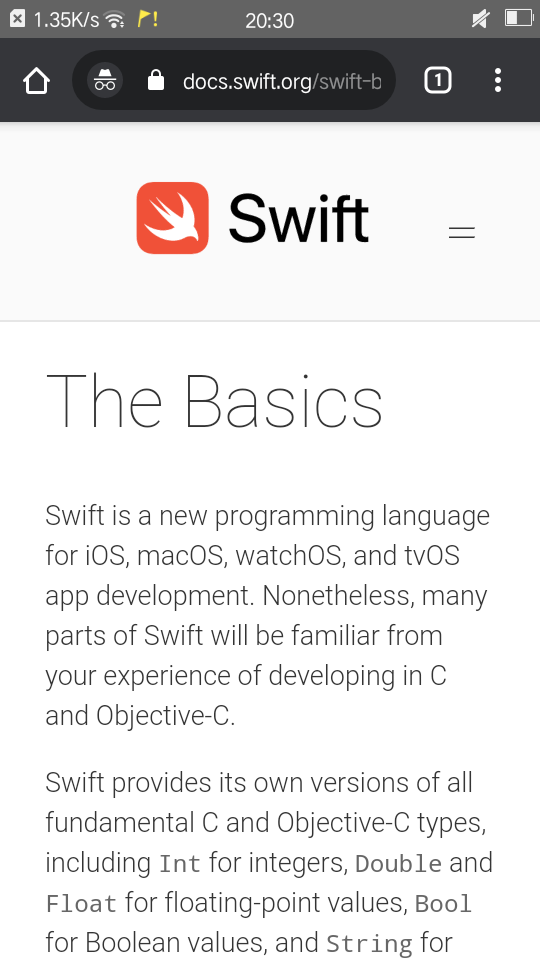 1.35K/s
20:30
docs.swift.org/swift-b
1
Swift
The Basics
Swift is a new programming language
for iOS, macOS, watchOS, and tvOS
app development. Nonetheless, many
parts of Swift will be familiar from
your experience of developing in C
and Objective-C.
Swift provides its own versions of all
fundamental C and Objective-C types,
including Int for integers, Double and
Float for floating-point values, Bool
for Boolean values, and String for